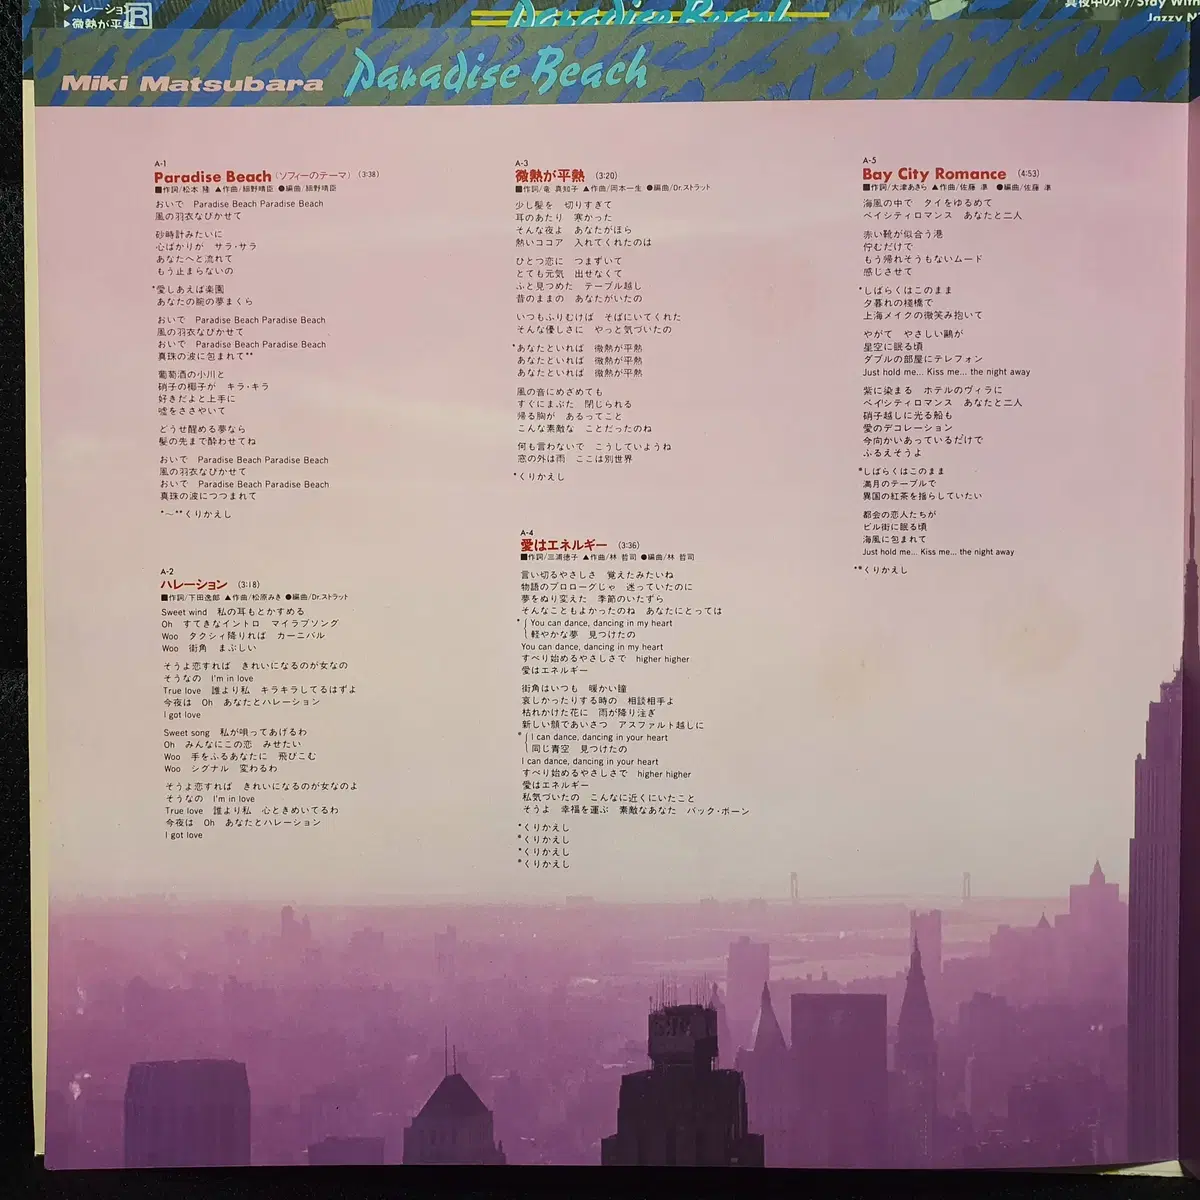 ▶ハレーショ
▶微熱が平
R
Paradise Beach
Stay With
Jazzy N
Miki Matsubara Paradise Beach
A-1
Paradise Beach(ソフィーのテーマ) (3:38)
■作詞/松本 隆 ▲作曲/細野晴臣 ●編曲/細野晴臣
おいで Paradise Beach Paradise Beach
風の羽衣なびかせて
砂時計みたいに
心ばかりが サラ・サラ
あなたへと流れて
もう止まらないの
*愛しあえば楽園
あなたの腕の夢まくら
おいで Paradise Beach Paradise Beach
風の羽衣なびかせて
おいで Paradise Beach Paradise Beach
真珠の波に包まれて**
葡萄酒の小川と
硝子の椰子が キラ・キラ
好きだよと上手に
嘘をささやいて
どうせ醒める夢なら
髪の先まで酔わせてね
おいで Paradise Beach Paradise Beach
風の羽衣なびかせて
おいで Paradise Beach Paradise Beach
真珠の波につつまれて
*〜**くりかえし
A-2
ハレーション (3:18)
■作詞/下田逸郎 ▲作曲/松原みき ●編曲/Dr.ストラット
Sweet wind 私の耳もとかすめる
Oh すてきなイントロ マイラブソング
Woo タクシィ降りれば カーニバル
Woo 街角 まぶしい
そうよ恋すれば きれいになるのが女なの
そうなの I'm in love
True love 誰より私 キラキラしてるはずよ
今夜は Oh あなたとハレーション
I got love
Sweet song 私が唄ってあげるわ
Oh みんなにこの恋 みせたい
Woo 手をふるあなたに 飛びこむ
Woo シグナル 変わるわ
そうよ恋すれば きれいになるのが女なのよ
そうなの I'm in love
True love 誰より私 心ときめいてるわ
今夜は Oh あなたとハレーション
I got love
A-3
微熱が平熱 (3:20)
■作詞/竜 真知子 ▲作曲/岡本一生 ●編曲/Dr.ストラット
少し髪を 切りすぎて
耳のあたり 寒かった
そんな夜よ あなたがほら
熱いココア 入れてくれたのは
ひとつ恋に つまずいて
とても元気 出せなくて
ふと見つめた テーブル越し
昔のままの あなたがいたの
いつもふりむけば そばにいてくれた
そんな優しさに やっと気づいたの
*あなたといれば 微熱が平熱
あなたといれば 微熱が平熱
あなたといれば 微熱が平熱
風の音にめざめても
すぐにまぶた 閉じられる
帰る胸が あるってこと
こんな素敵な ことだったのね
何も言わないで こうしていようね
窓の外は雨 ここは別世界
*くりかえし
A-4
愛はエネルギー (3:36)
■作詞/三浦徳子 ▲作曲/林 哲司 ●編曲/林 哲司
言い切るやさしさ 覚えたみたいね
物語のプロローグじゃ 迷っていたのに
夢をぬり変えた 季節のいたずら
そんなこともよかったのね あなたにとっては
*You can dance, dancing in my heart
軽やかな夢 見つけたの
You can dance, dancing in my heart
すべり始めるやさしさで higher higher
愛はエネルギー
街角はいつも 暖かい瞳
哀しかったりする時の 相談相手よ
枯れかけた花に 雨が降り注ぎ
新しい顔であいさつ アスファルト越しに
*I can dance, dancing in your heart
同じ青空 見つけたの
I can dance, dancing in your heart
すべり始めるやさしさで higher higher
愛はエネルギー
私気づいたの こんなに近くにいたこと
そうよ 幸福を運ぶ 素敵なあなた バック・ボーン
*くりかえし
*くりかえし
*くりかえし
*くりかえし
A-5
Bay City Romance (4:53)
■作詞/大津あきら ▲作曲/佐藤 準 ●編曲/佐藤 準
海風の中で タイをゆるめて
ベイシティロマンス あなたと二人
赤い靴が似合う港
佇むだけで
もう帰れそうもないムード
感じさせて
*しばらくはこのまま
夕暮れの桟橋で
上海メイクの微笑み抱いて
やがて やさしい鷗が
星空に眠る頃
ダブルの部屋にテレフォン
Just hold me... Kiss me... the night away
紫に染まる ホテルのヴィラに
ベイシティロマンス あなたと二人
硝子越しに光る船も
愛のデコレーション
今向かいあっているだけで
ふるえそうよ
*しばらくはこのまま
満月のテーブルで
異国の紅茶を揺らしていたい
都会の恋人たちが
ビル街に眠る頃
海風に包まれて
Just hold me... Kiss me... the night away
**くりかえし